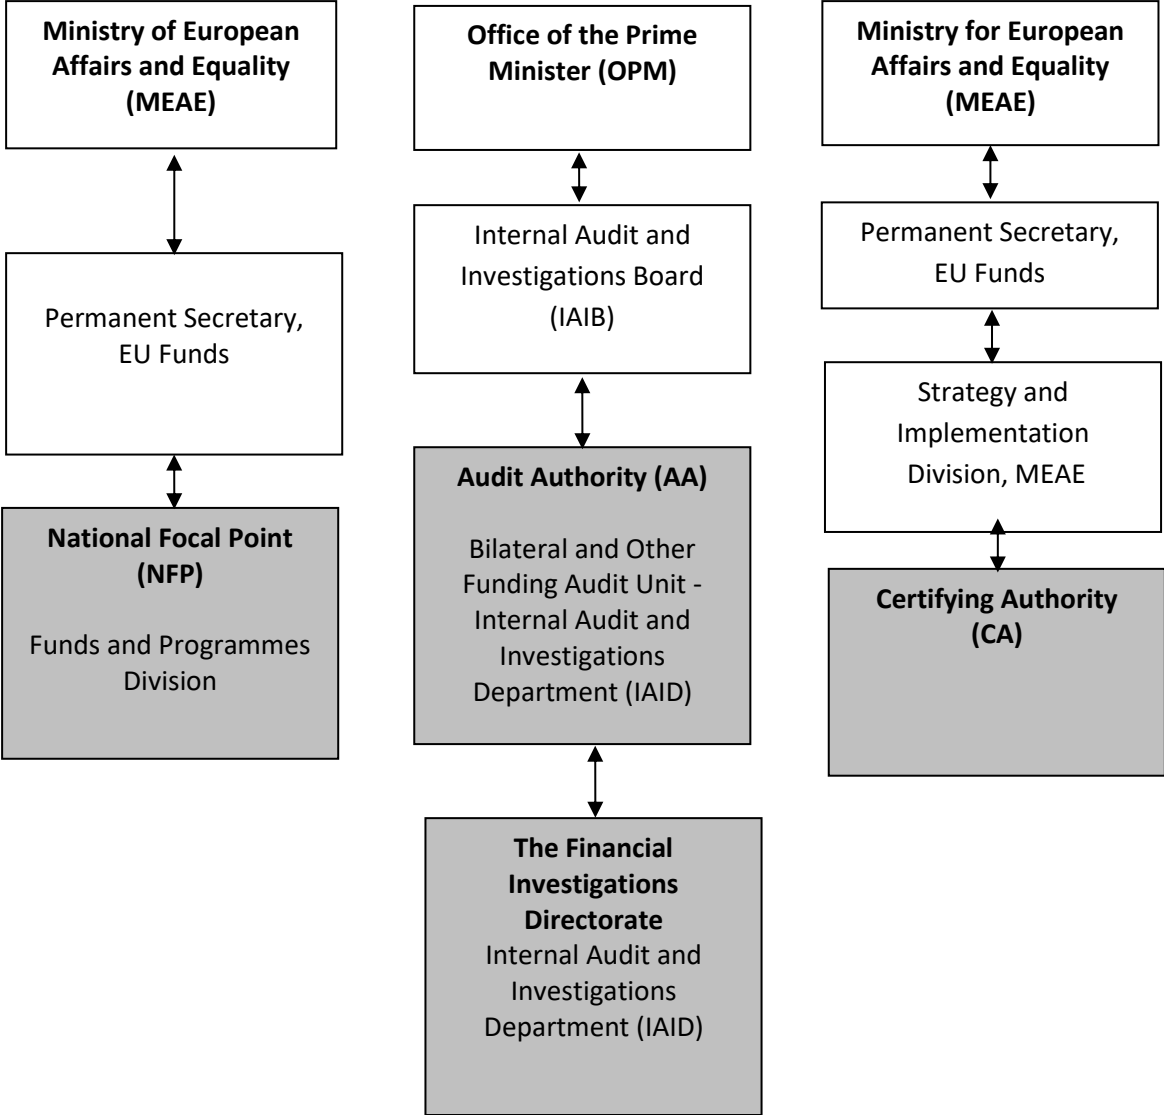 Ministry of European
Affairs and Equality
(MEAE)
Permanent Secretary,
EU Funds
National Focal Point
(NFP)
Funds and Programmes
Division
Office of the Prime
Minister (OPM)
Internal Audit and
Investigations Board
(IAIB)
Audit Authority (AA)
Bilateral and Other
Funding Audit Unit -
Internal Audit and
Investigations
Department (IAID)
The Financial
Investigations
Directorate
Internal Audit and
Investigations
Department (IAID)
Ministry for European
Affairs and Equality
(MEAE)
Permanent Secretary,
EU Funds
Strategy and
Implementation
Division, MEAE
Certifying Authority
(CA)